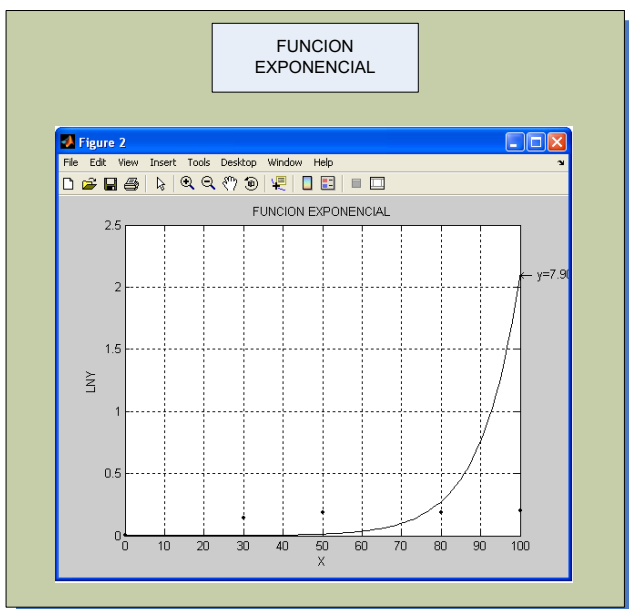 FUNCION
EXPONENCIAL
Figure 2
File Edit View Insert Tools Desktop Window Help
FUNCION EXPONENCIAL
2.5
2
1.5
1
0.5
0
LNY
y=7.90
0 10 20 30 40 50 60 70 80 90 100
X